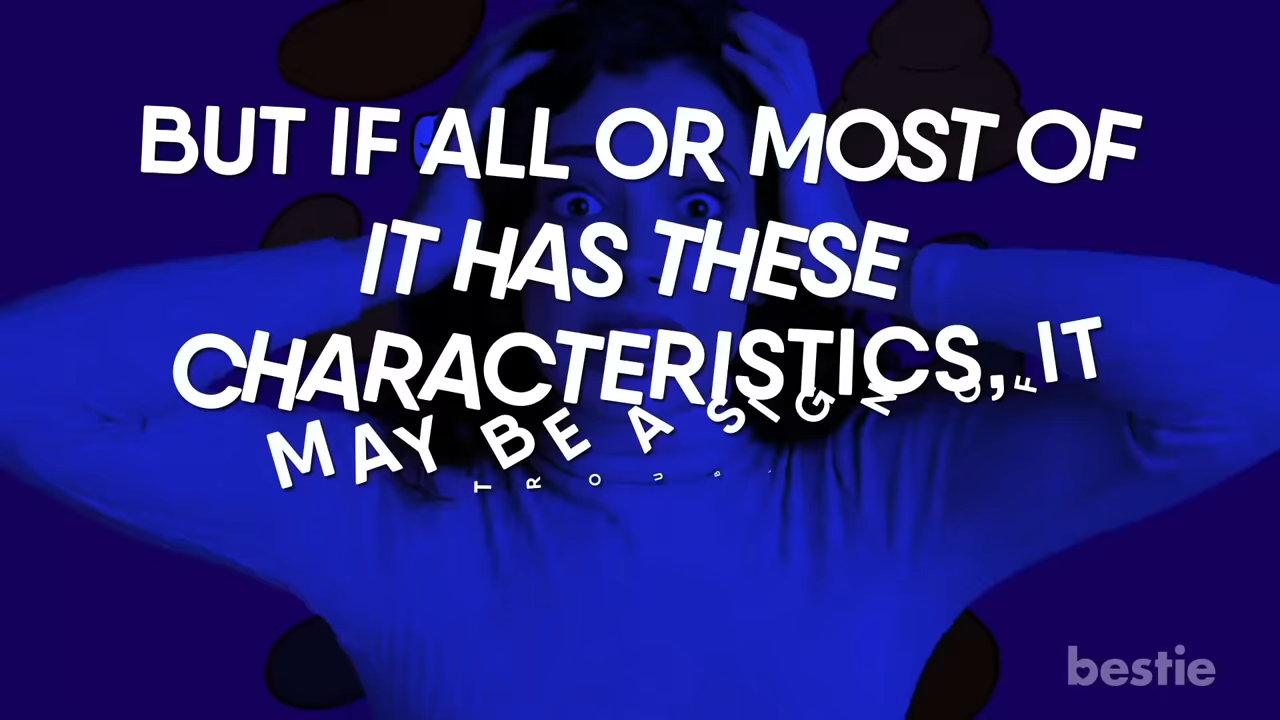 BUT IF ALL OR MOST OF
IT HAS THESE
CHARACTERISTICS, IT
MAY BE A SIGN OF
bestie